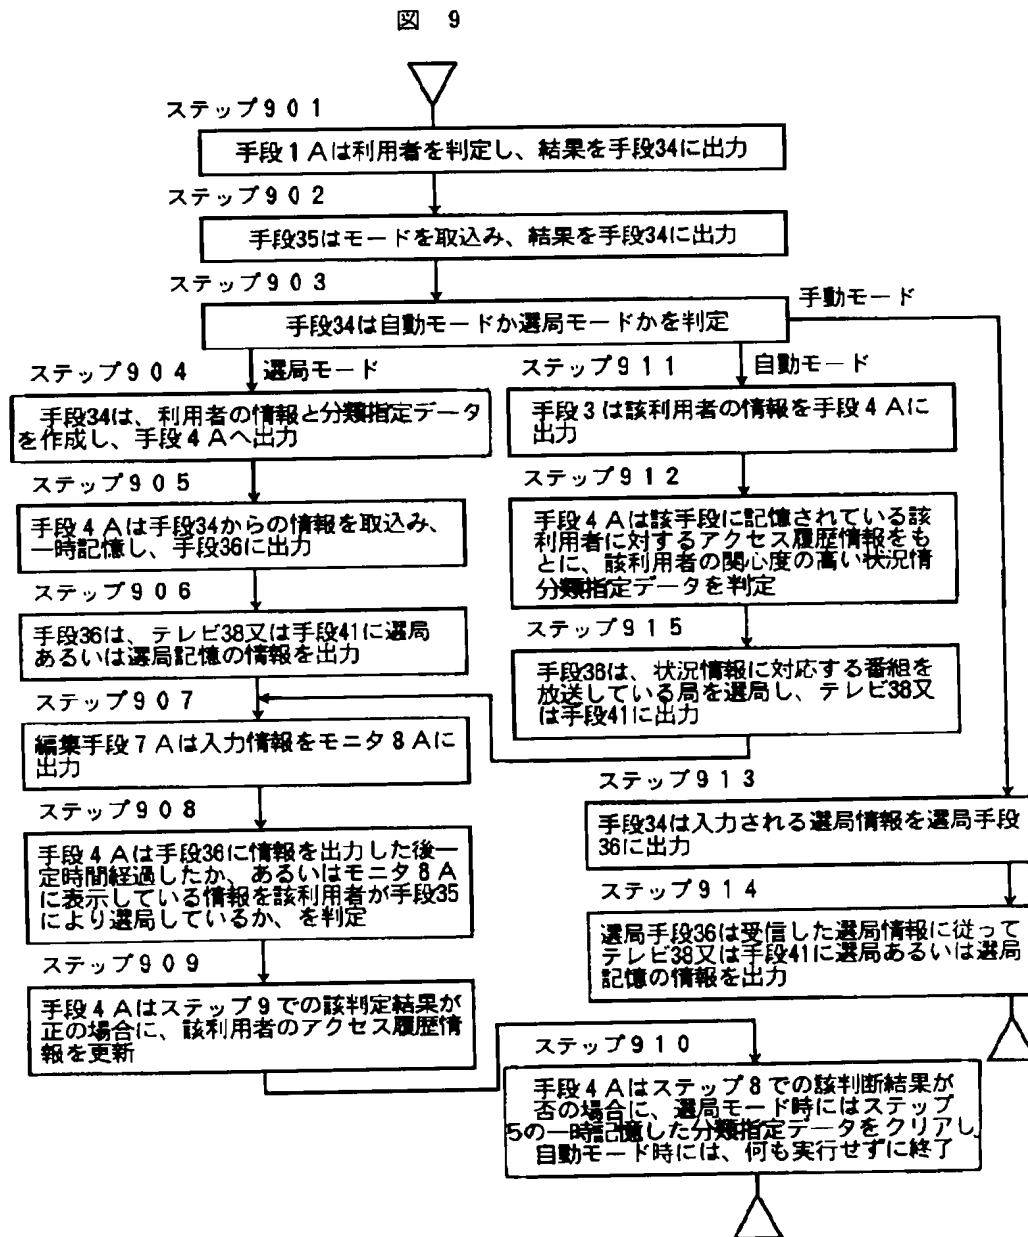 図 9
ステップ901
手段1Aは利用者を判定し、結果を手段34に出力
ステップ902
手段35はモードを取込み、結果を手段34に出力
ステップ903
手動モード
手段34は自動モードか選局モードかを判定
ステップ904
選局モード
手段34は、利用者の情報と分類指定データ
を作成し、手段4Aへ出力
ステップ905
手段4Aは手段34からの情報を取込み、
一時記憶し、手段36に出力
ステップ906
手段36は、テレビ38又は手段41に選局
あるいは選局記憶の情報を出力
ステップ907
編集手段7Aは入力情報をモニタ8Aに
出力
ステップ908
手段4Aは手段36に情報を出力した後一
定時間経過したか、あるいはモニタ8A
に表示している情報を該利用者が手段35
により選局しているか、を判定
ステップ909
手段4Aはステップ9での該判定結果が
正の場合に、該利用者のアクセス履歴情
報を更新
ステップ911
自動モード
手段3は該利用者の情報を手段4Aに
出力
ステップ912
手段4Aは該手段に記憶されている該
利用者に対するアクセス履歴情報をも
とに、該利用者の関心度の高い状況情
分類指定データを判定
ステップ915
手段36は、状況情報に対応する番組を
放送している局を選局し、テレビ38又
は手段41に出力
ステップ913
手段34は入力される選局情報を選局手段
36に出力
ステップ914
選局手段36は受信した選局情報に従って
テレビ38又は手段41に選局あるいは選局
記憶の情報を出力
ステップ910
手段4Aはステップ8での該判断結果が
否の場合に、選局モード時にはステップ
5の一時記憶した分類指定データをクリアし
自動モード時には、何も実行せずに終了